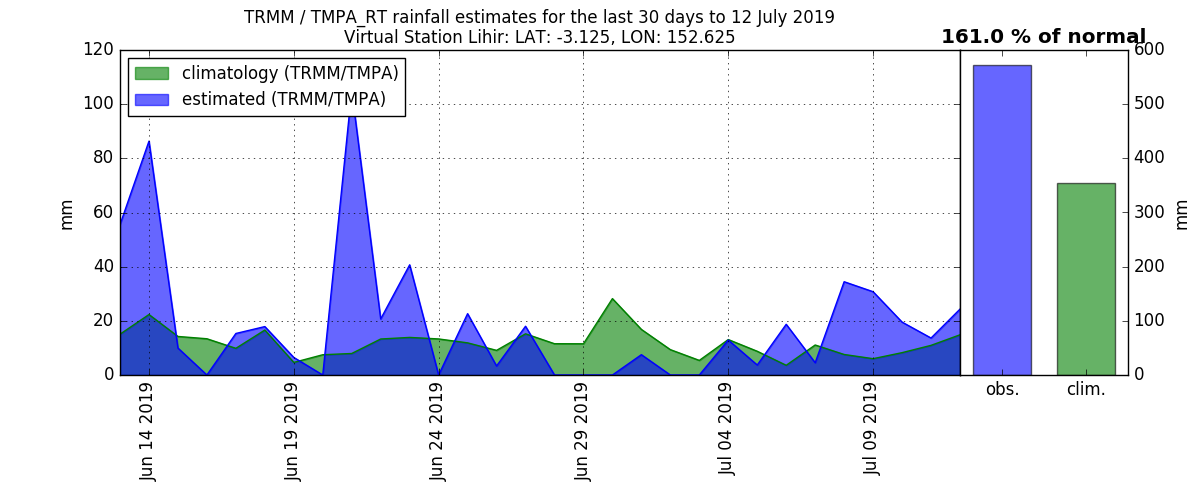 TRMM / TMPA_RT rainfall estimates for the last 30 days to 12 July 2019
Virtual Station Lihir: LAT: -3.125, LON: 152.625
161.0 % of normal
climatology (TRMM/TMPA)
estimated (TRMM/TMPA)
120
100
80
60
40
20
0
mm
Jun 14 2019
Jun 19 2019
Jun 24 2019
Jun 29 2019
Jul 04 2019
Jul 09 2019
600
500
400
300
200
100
0
mm
obs.
clim.